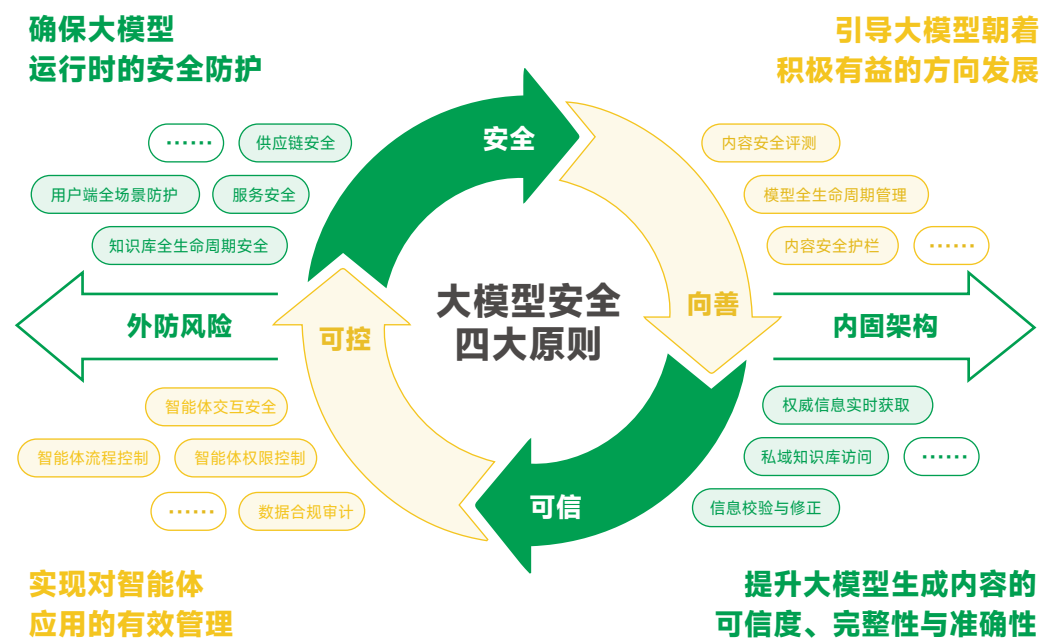 确保大模型
运行时的安全防护
引导大模型朝着
积极有益的方向发展
······
供应链安全
用户端全场景防护
服务安全
知识库全生命周期安全
安全
内容安全评测
模型全生命周期管理
内容安全护栏
······
外防风险
可控
大模型安全
四大原则
向善
内固架构
智能体交互安全
智能体流程控制
智能体权限控制
······
数据合规审计
可信
权威信息实时获取
私域知识库访问
······
信息校验与修正
实现对智能体
应用的有效管理
提升大模型生成内容的
可信度、完整性与准确性